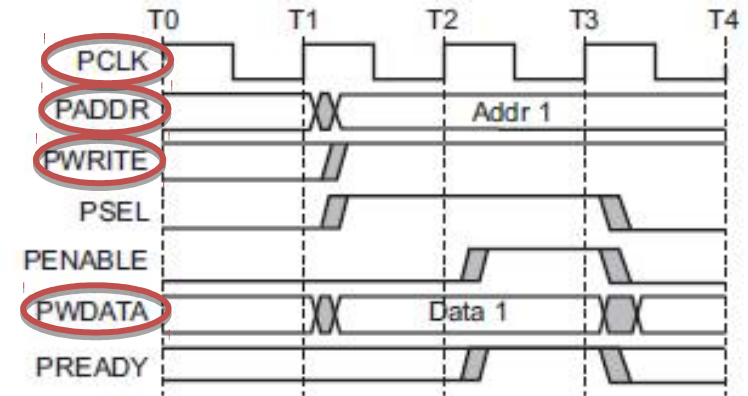 T0 T1 T2 T3 T4
PCLK
PADDR Addr 1
PWRITE
PSEL
PENABLE
PWDATA Data 1
PREADY